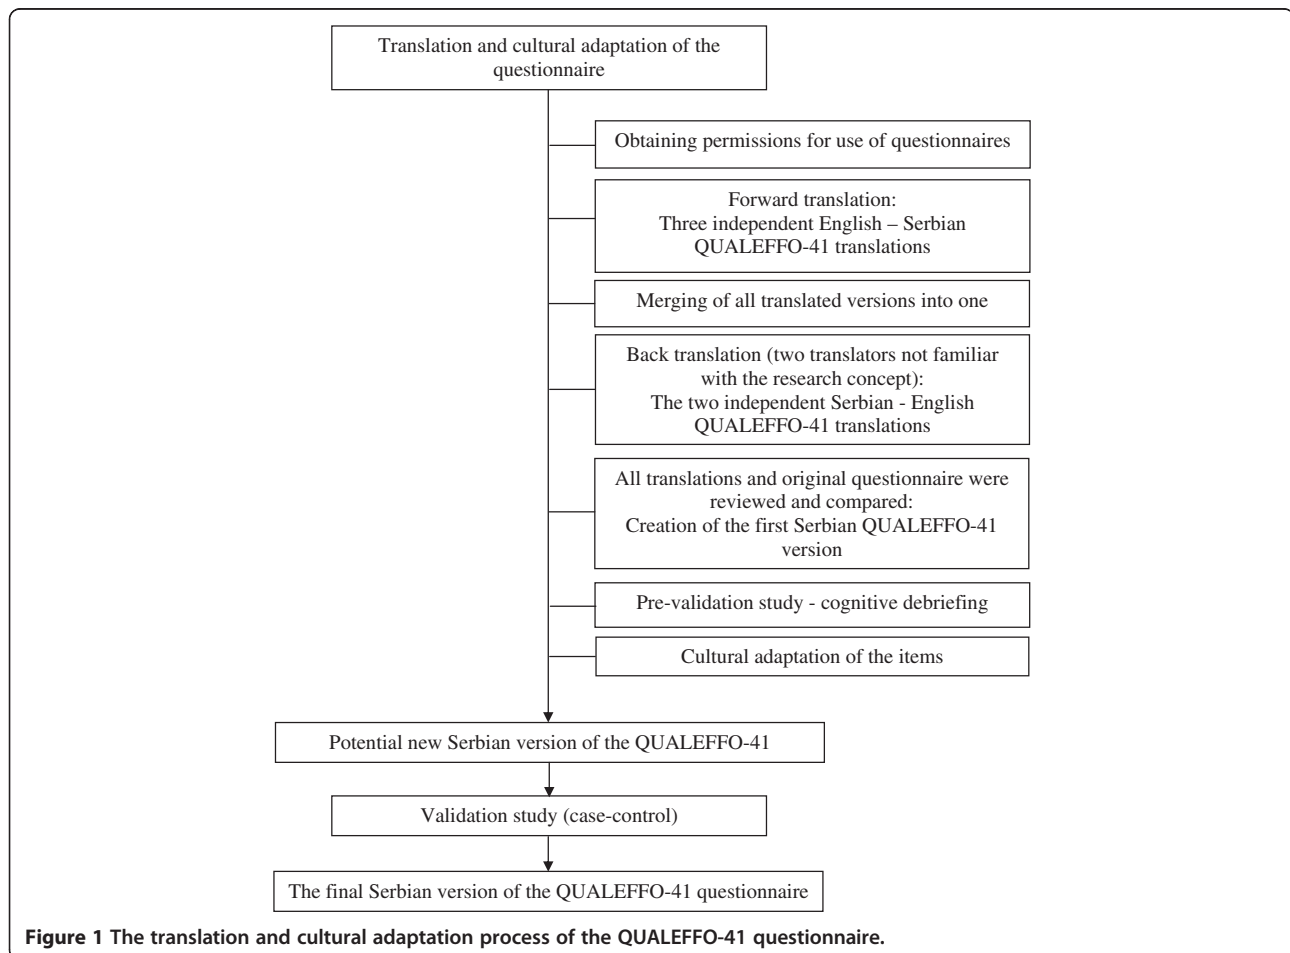 Translation and cultural adaptation of the
questionnaire
Obtaining permissions for use of questionnaires
Forward translation:
Three independent English – Serbian
QUALEFFO-41 translations
Merging of all translated versions into one
Back translation (two translators not familiar
with the research concept):
The two independent Serbian - English
QUALEFFO-41 translations
All translations and original questionnaire were
reviewed and compared:
Creation of the first Serbian QUALEFFO-41
version
Pre-validation study - cognitive debriefing
Cultural adaptation of the items
Potential new Serbian version of the QUALEFFO-41
Validation study (case-control)
The final Serbian version of the QUALEFFO-41 questionnaire
Figure 1 The translation and cultural adaptation process of the QUALEFFO-41 questionnaire.